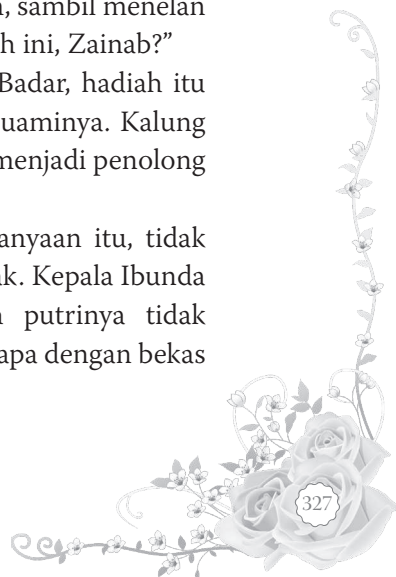 , sambil menelan
h ini, Zainab?”
Badar, hadiah itu
uaminya. Kalung
menjadi penolong
anyaan itu, tidak
k. Kepala Ibunda
putrinya tidak
apa dengan bekas
327